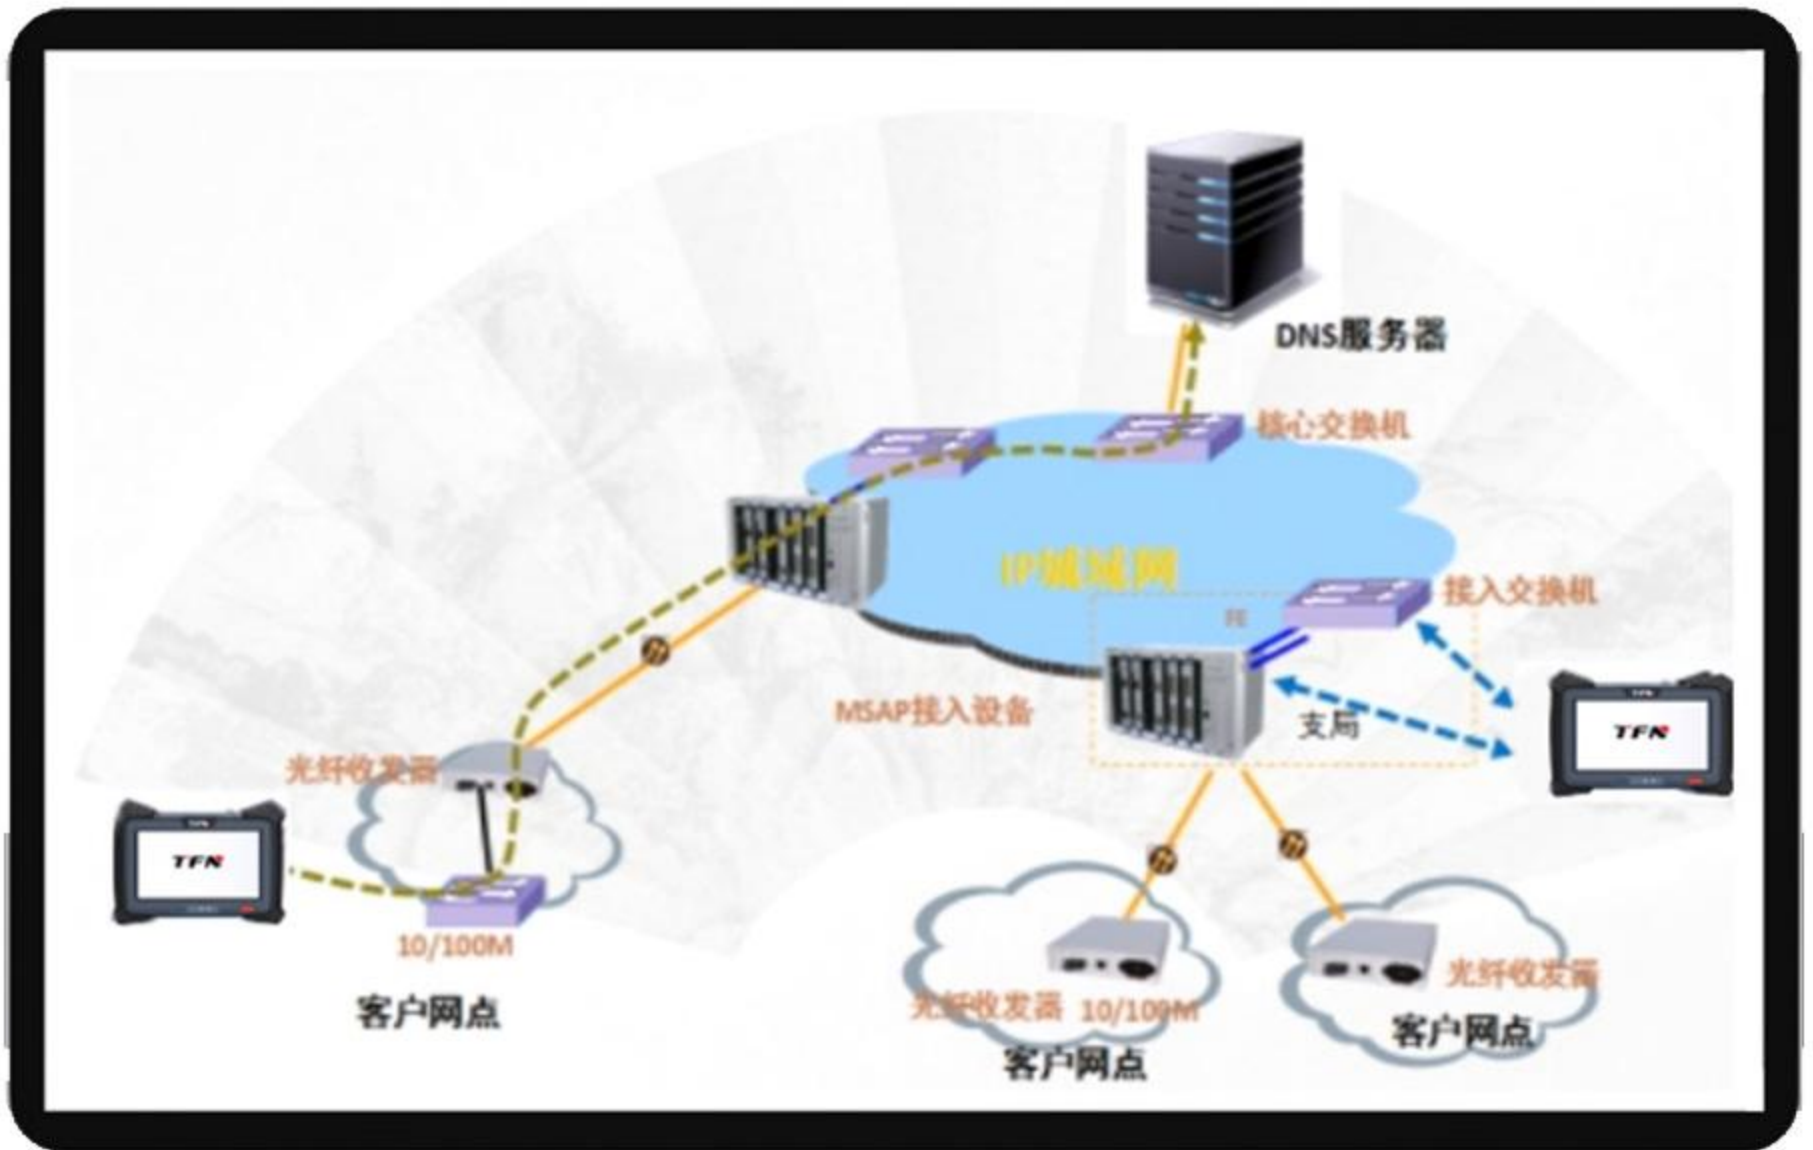 DNS服务器
核心交换机
IP城域网
接入交换机
FE
MSAP接入设备
支局
TFN
光纤收发器
TFN
10/100M
客户网点
光纤收发器
光纤收发器 10/100M
客户网点
客户网点